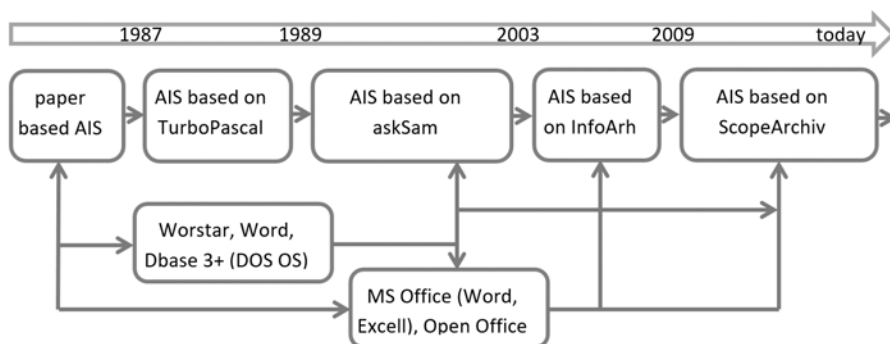 1987 1989 2003 2009 today
paper
based AIS
AIS based on
TurboPascal
AIS based on
askSam
AIS based
on InfoArh
AIS based on
ScopeArchiv
Worstar, Word,
Dbase 3+ (DOS OS)
MS Office (Word,
Excell), Open Office